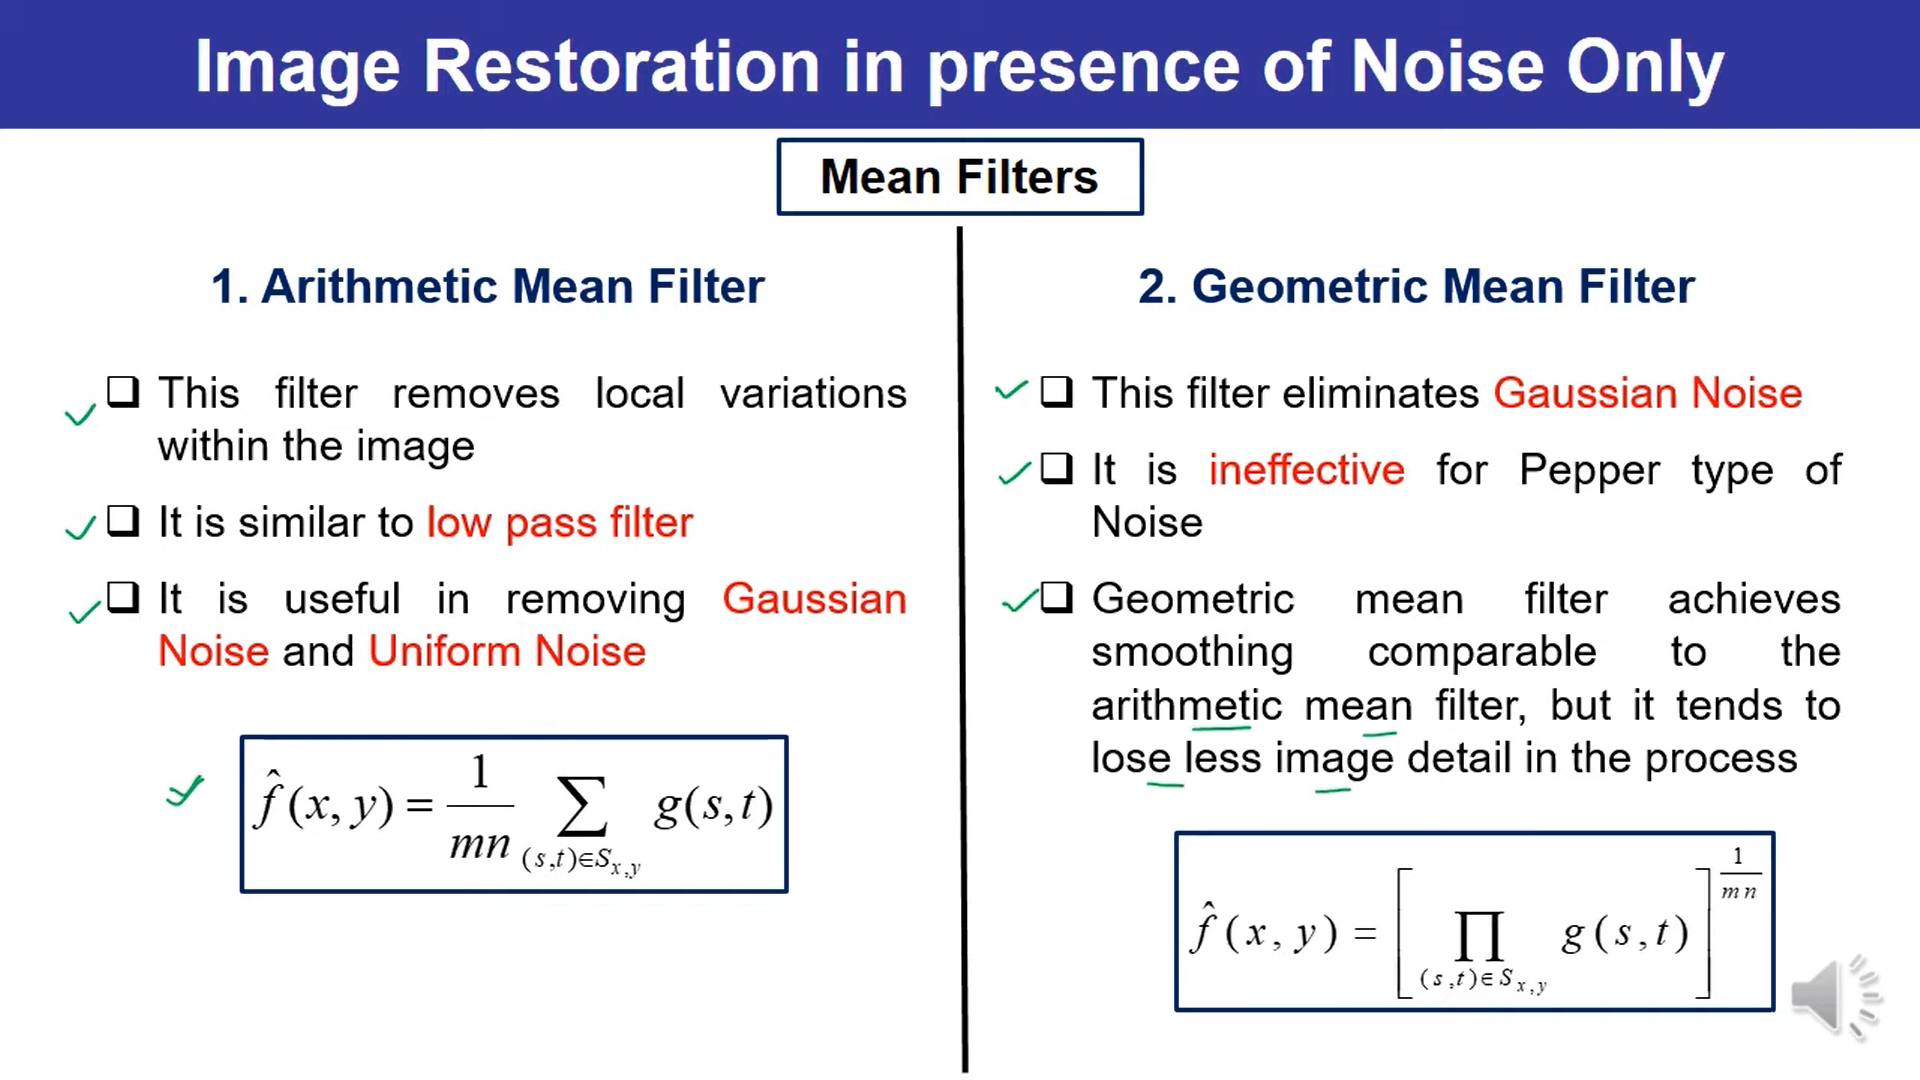 Image Restoration in presence of Noise Only
Mean Filters
1. Arithmetic Mean Filter
This filter removes local variations
within the image
It is similar to low pass filter
It is useful in removing Gaussian
Noise and Uniform Noise
f̂(x, y) = 1/mn ∑_{(s,t)∈S_{x,y}} g(s,t)
2. Geometric Mean Filter
This filter eliminates Gaussian Noise
It is ineffective for Pepper type of
Noise
Geometric mean filter achieves
smoothing comparable to the
arithmetic mean filter, but it tends to
lose less image detail in the process
f̂(x, y) = [∏_{(s,t)∈S_{x,y}} g(s,t)]^{1/mn}